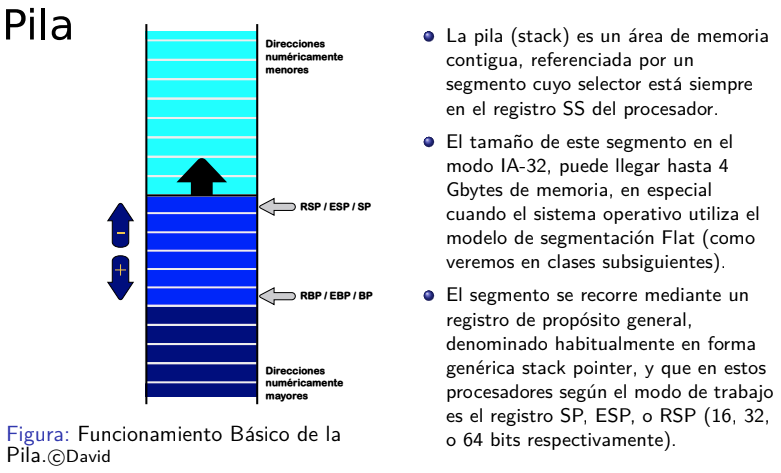 Pila
Direcciones
numéricamente
menores
RSP / ESP / SP
–
+
RBP / EBP / BP
Direcciones
numéricamente
mayores
Figura: Funcionamiento Básico de la
Pila.©David
La pila (stack) es un área de memoria
contigua, referenciada por un
segmento cuyo selector está siempre
en el registro SS del procesador.
El tamaño de este segmento en el
modo IA-32, puede llegar hasta 4
Gbytes de memoria, en especial
cuando el sistema operativo utiliza el
modelo de segmentación Flat (como
veremos en clases subsiguientes).
El segmento se recorre mediante un
registro de propósito general,
denominado habitualmente en forma
genérica stack pointer, y que en estos
procesadores según el modo de trabajo
es el registro SP, ESP, o RSP (16, 32,
o 64 bits respectivamente).